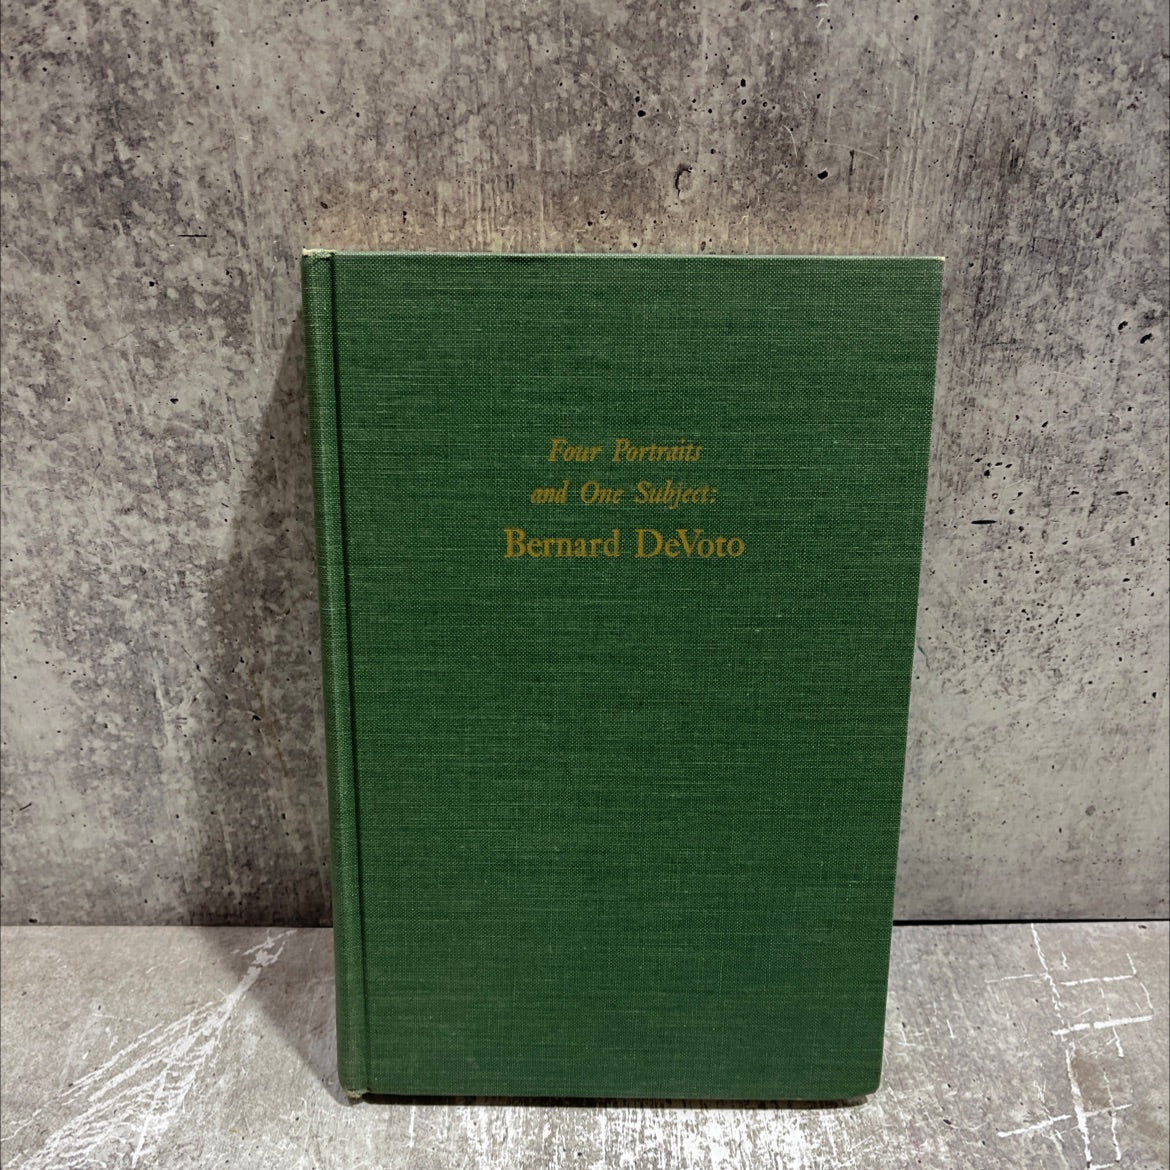 Four Portraits
and One Subject:
Bernard DeVoto